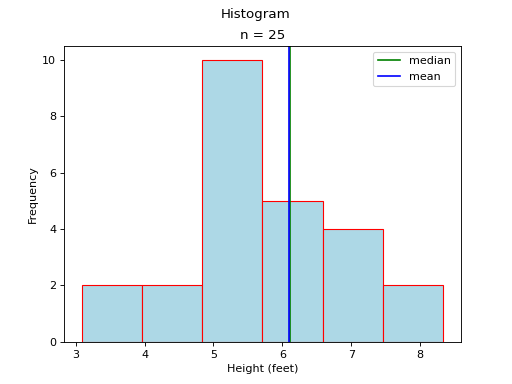 Histogram
n = 25
median
mean
Frequency
10
8
6
4
2
0
3 4 5 6 7 8
Height (feet)